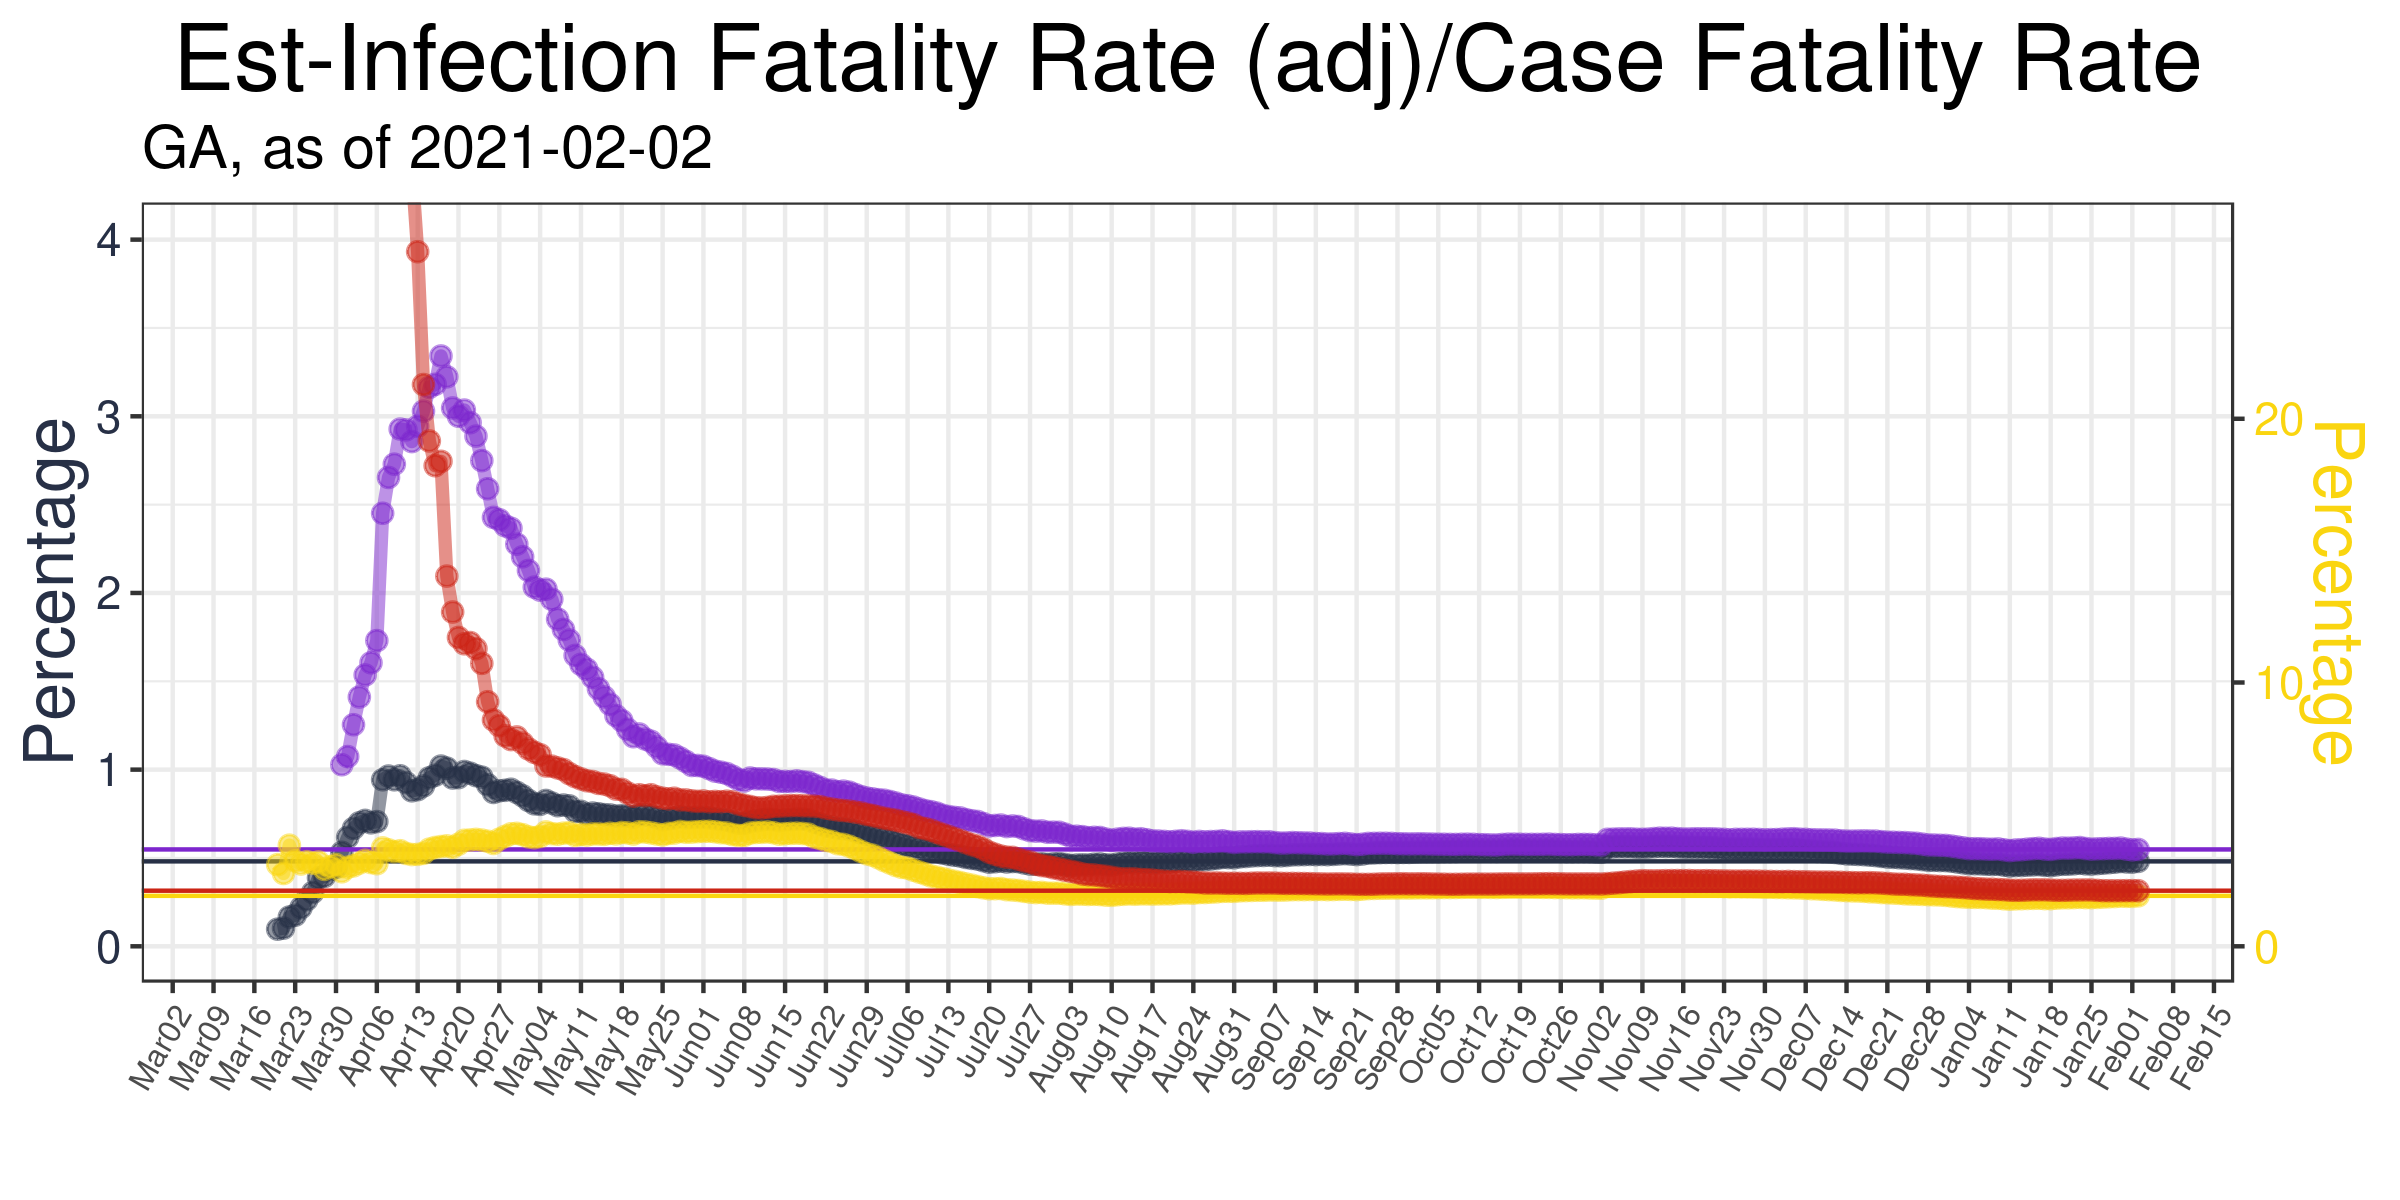 Est-Infection Fatality Rate (adj)/Case Fatality Rate
GA, as of 2021-02-02
Percentage
4
3
2
1
0
20
10
0
Percentage
Mar02
Mar09
Mar16
Mar23
Mar30
Apr06
Apr13
Apr20
Apr27
May04
May11
May18
May25
Jun01
Jun08
Jun15
Jun22
Jun29
Jul06
Jul13
Jul20
Jul27
Aug03
Aug10
Aug17
Aug24
Aug31
Sep07
Sep14
Sep21
Sep28
Oct05
Oct12
Oct19
Oct26
Nov02
Nov09
Nov16
Nov23
Nov30
Dec07
Dec14
Dec21
Dec28
Jan04
Jan11
Jan18
Jan25
Feb01
Feb08
Feb15